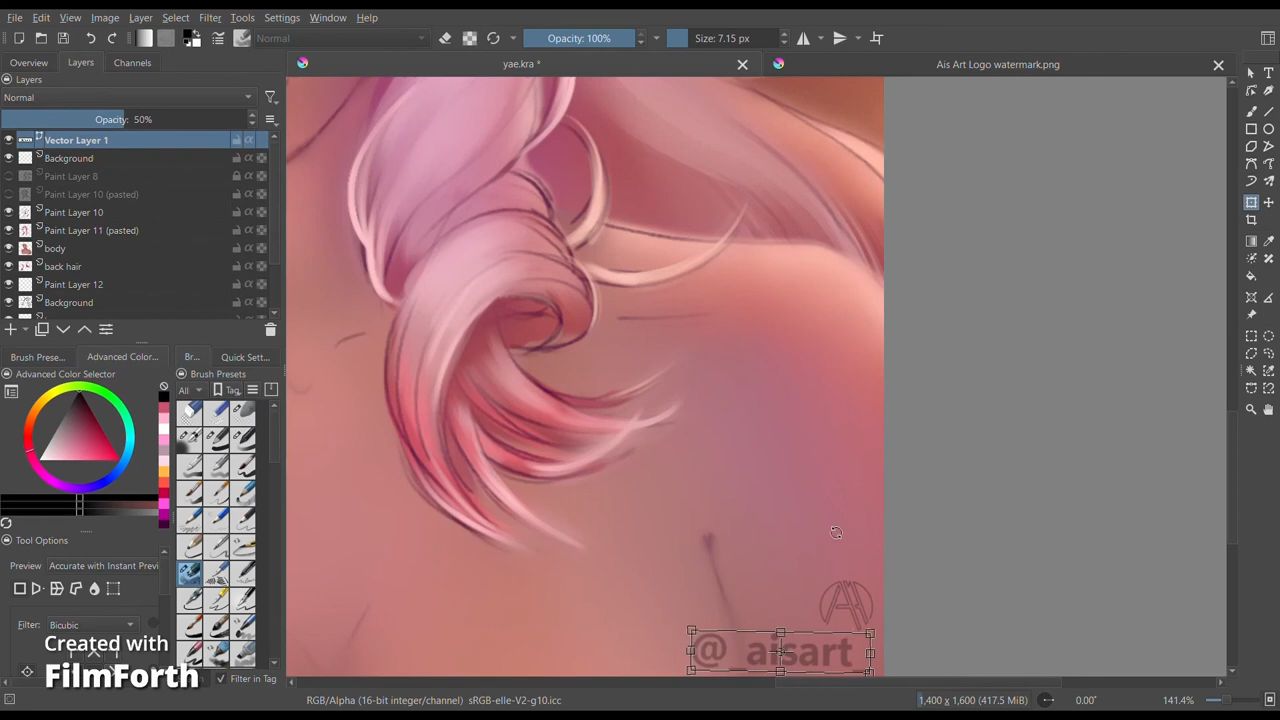 File Edit View Image Layer Select Filter Tools Settings Window Help
Normal Opacity: 100% Size: 7.15 px
Overview Layers Channels yae.kra * Ais Art Logo watermark.png
Layers
Normal
Opacity: 50%
Vector Layer 1
Background
Paint Layer 8
Paint Layer 10 (pasted)
Paint Layer 10
Paint Layer 11 (pasted)
body
back hair
Paint Layer 12
Background
Brush Prese... Advanced Color... Br... Quick Sett...
Advanced Color Selector Brush Presets
All Tag
Tool Options
Preview Accurate with Instant Previ
Filter: Bicubic
Created with
FilmForth
Filter in Tag
@_aisart
RGB/Alpha (16-bit integer/channel) sRGB-elle-V2-g10.icc 1,400 x 1,600 (417.5 MiB) 0.00° 141.4%